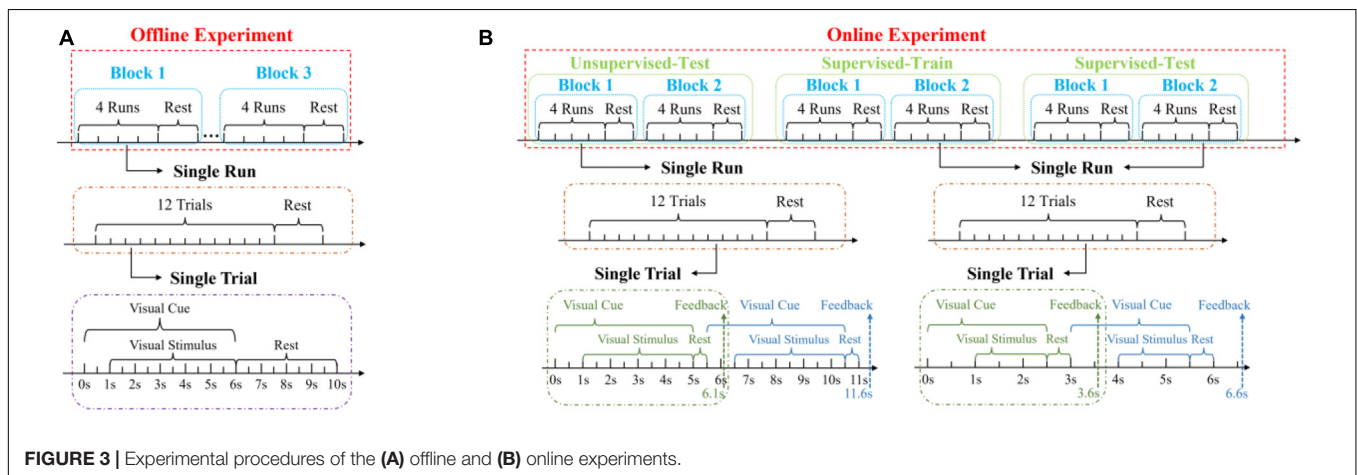 A
Offline Experiment
Block 1 Block 3
4 Runs Rest ... 4 Runs Rest
Single Run
12 Trials Rest
Single Trial
Visual Cue
Visual Stimulus Rest
0s 1s 2s 3s 4s 5s 6s 7s 8s 9s 10s
B
Online Experiment
Unsupervised-Test Supervised-Train Supervised-Test
Block 1 Block 2 Block 1 Block 2 Block 1 Block 2
4 Runs Rest 4 Runs Rest 4 Runs Rest 4 Runs Rest 4 Runs Rest 4 Runs Rest
Single Run Single Run
12 Trials Rest 12 Trials Rest
Single Trial Single Trial
Visual Cue Feedback Visual Cue Feedback Visual Cue Feedback Visual Cue Feedback
Visual Stimulus Rest Visual Stimulus Rest Visual Stimulus Rest Visual Stimulus Rest
0s 1s 2s 3s 4s 5s 6s 7s 8s 9s 10s 11s 0s 1s 2s 3s 4s 5s 6s
6.1s 11.6s 3.6s 6.6s
FIGURE 3 | Experimental procedures of the (A) offline and (B) online experiments.